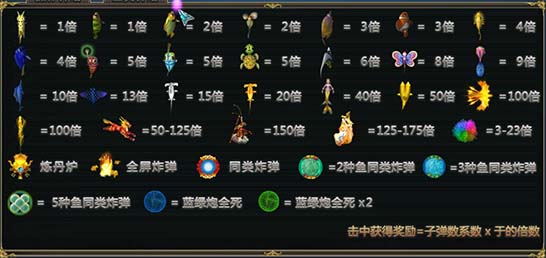 = 1倍 = 1倍 = 2倍 = 2倍 = 3倍 = 3倍 = 4倍
= 4倍 = 5倍 = 5倍 = 5倍 = 6倍 = 8倍 = 9倍
= 10倍 = 13倍 = 15倍 = 20倍 = 40倍 = 50倍 =100倍
=100倍 =50-125倍 =150倍 =125-175倍 =3-23倍
炼丹炉 全屏炸弹 同类炸弹 =2种鱼同类炸弹 =3种鱼同类炸弹
= 5种鱼同类炸弹 = 蓝绿炮全死 = 蓝绿炮全死 x2
击中获得奖励=子弹数系数 x 于的倍数